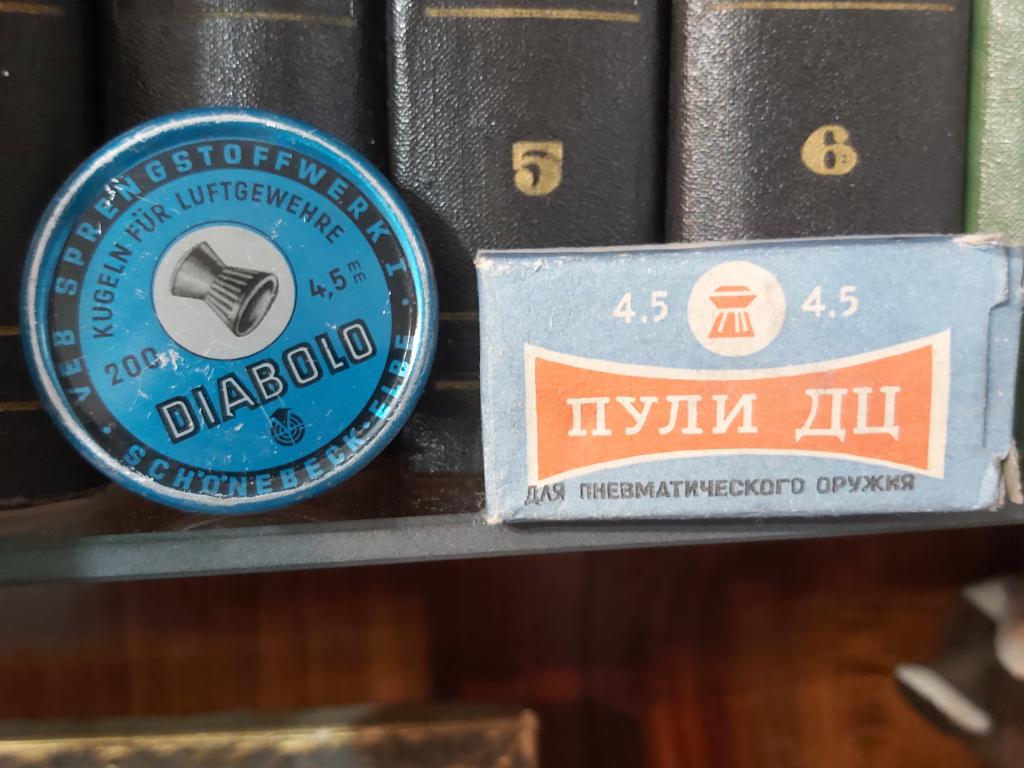 5
6
VEB SPRENGSTOFFWERK I
KUGELN FÜR LUFTGEWEHRE
4,5 EE
200
DIABOLO
SCHÖNEBECK-ELBE
4.5 4.5
ПУЛИ ДЦ
ДЛЯ ПНЕВМАТИЧЕСКОГО ОРУЖИЯ